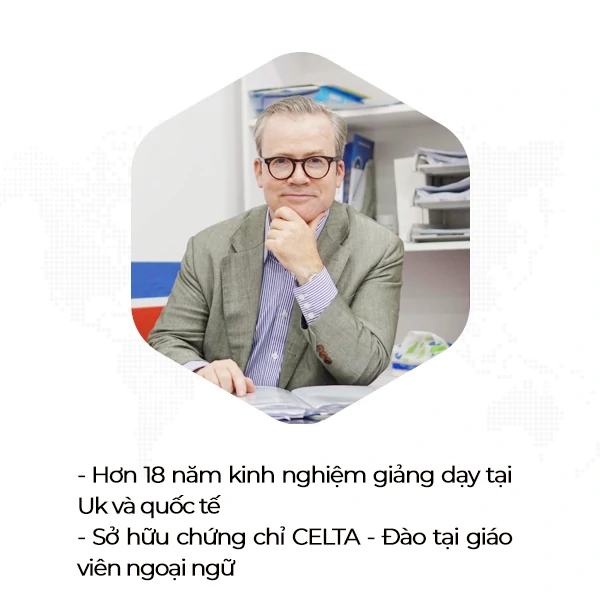 - Hơn 18 năm kinh nghiệm giảng dạy tại
Uk và quốc tế
- Sở hữu chứng chỉ CELTA - Đào tại giáo
viên ngoại ngữ